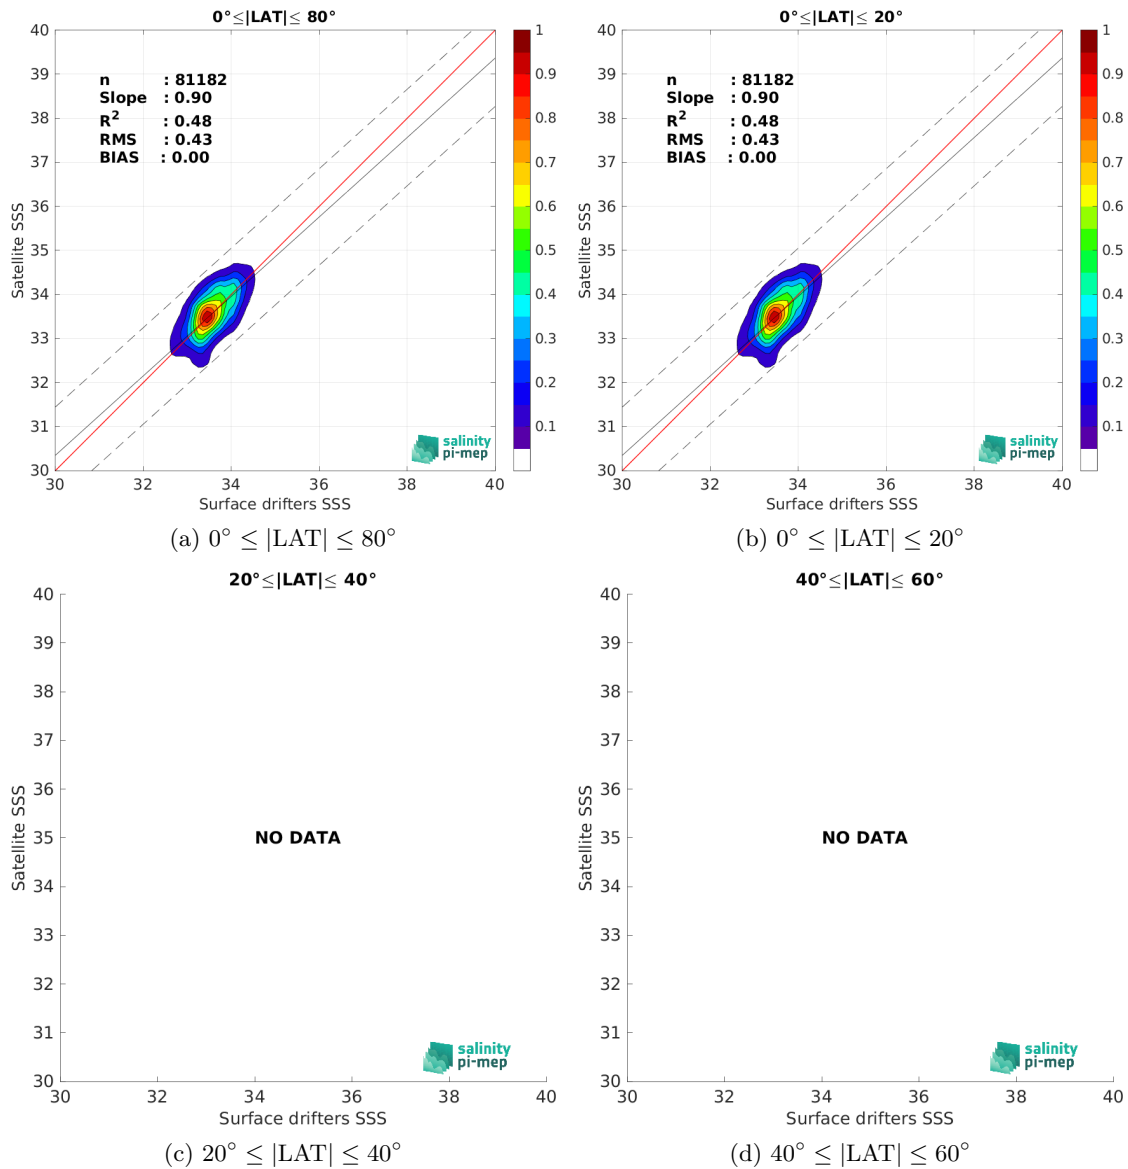 0°≤|LAT|≤ 80°
40
39
38
37
36
35
34
33
32
31
30
Satellite SSS
n : 81182
Slope : 0.90
R² : 0.48
RMS : 0.43
BIAS : 0.00
1
0.9
0.8
0.7
0.6
0.5
0.4
0.3
0.2
0.1
salinity
pi-mep
30 32 34 36 38 40
Surface drifters SSS
(a) 0° ≤ |LAT| ≤ 80°
0°≤|LAT|≤ 20°
40
39
38
37
36
35
34
33
32
31
30
Satellite SSS
n : 81182
Slope : 0.90
R² : 0.48
RMS : 0.43
BIAS : 0.00
1
0.9
0.8
0.7
0.6
0.5
0.4
0.3
0.2
0.1
salinity
pi-mep
30 32 34 36 38 40
Surface drifters SSS
(b) 0° ≤ |LAT| ≤ 20°
20°≤|LAT|≤ 40°
40
39
38
37
36
35
34
33
32
31
30
Satellite SSS
NO DATA
salinity
pi-mep
30 32 34 36 38 40
Surface drifters SSS
(c) 20° ≤ |LAT| ≤ 40°
40°≤|LAT|≤ 60°
40
39
38
37
36
35
34
33
32
31
30
Satellite SSS
NO DATA
salinity
pi-mep
30 32 34 36 38 40
Surface drifters SSS
(d) 40° ≤ |LAT| ≤ 60°